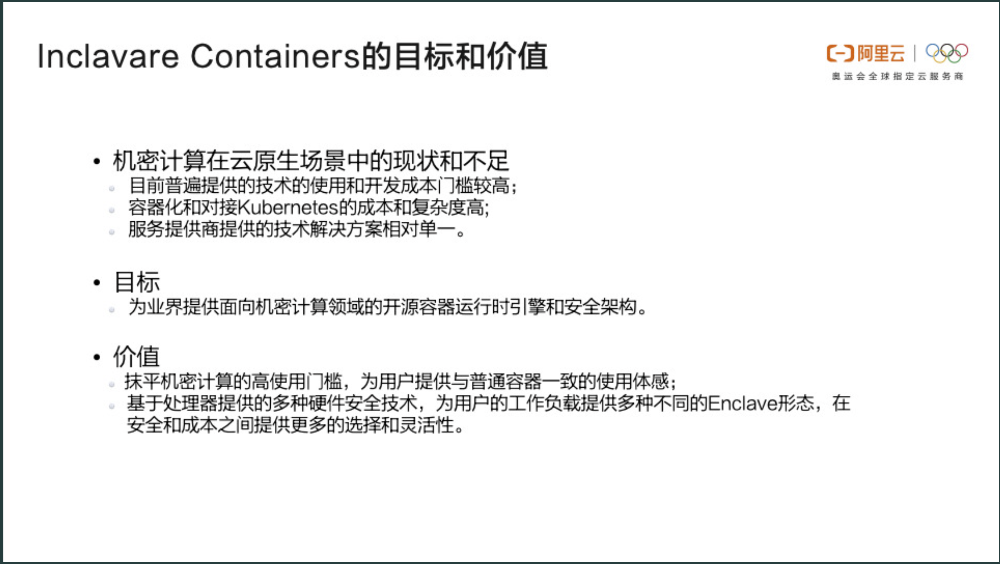 Inclavare Containers的目标和价值
阿里云
奥运会全球指定云服务商
• 机密计算在云原生场景中的现状和不足
目前普遍提供的技术的使用和开发成本门槛较高；
容器化和对接Kubernetes的成本和复杂度高;
服务提供商提供的技术解决方案相对单一。
• 目标
为业界提供面向机密计算领域的开源容器运行时引擎和安全架构。
• 价值
抹平机密计算的高使用门槛，为用户提供与普通容器一致的使用体感；
基于处理器提供的多种硬件安全技术，为用户的工作负载提供多种不同的Enclave形态，在
安全和成本之间提供更多的选择和灵活性。